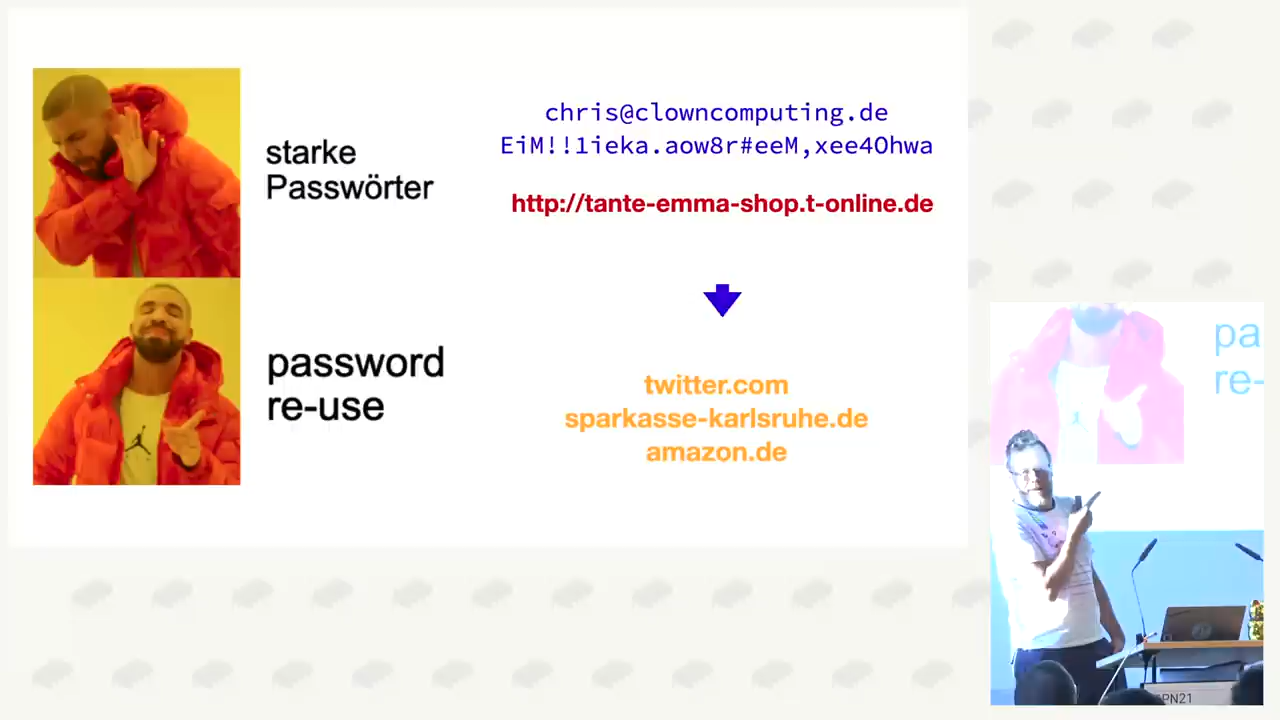 starke
Passwörter
chris@clowncomputing.de
EiM!!1ieka.aow8r#eeM,xee4Ohwa
http://tante-emma-shop.t-online.de
password
re-use
twitter.com
sparkasse-karlsruhe.de
amazon.de
pa
re-
GPN21